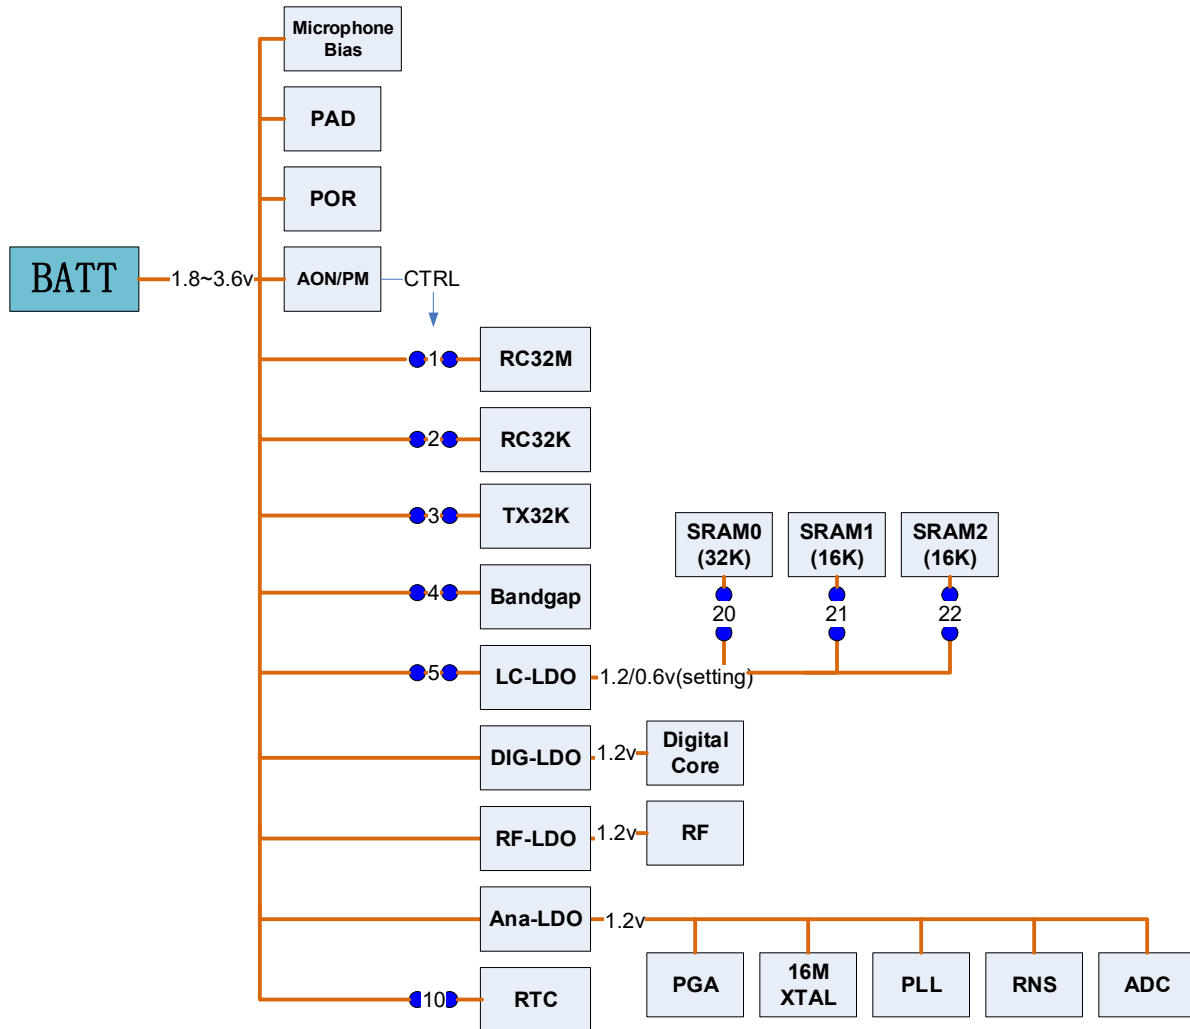 Microphone
Bias
PAD
POR
BATT
1.8~3.6v
AON/PM
CTRL
1
RC32M
2
RC32K
3
TX32K
SRAM0
(32K)
SRAM1
(16K)
SRAM2
(16K)
4
Bandgap
20
21
22
5
LC-LDO
1.2/0.6v(setting)
DIG-LDO
1.2v
Digital
Core
RF-LDO
1.2v
RF
Ana-LDO
1.2v
PGA
16M
XTAL
PLL
RNS
ADC
10
RTC